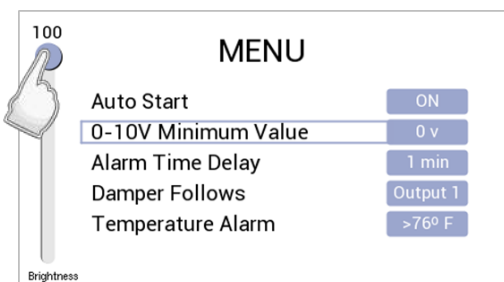 100
MENU
Auto Start ON
0-10V Minimum Value 0 v
Alarm Time Delay 1 min
Damper Follows Output 1
Temperature Alarm >76º F
Brightness